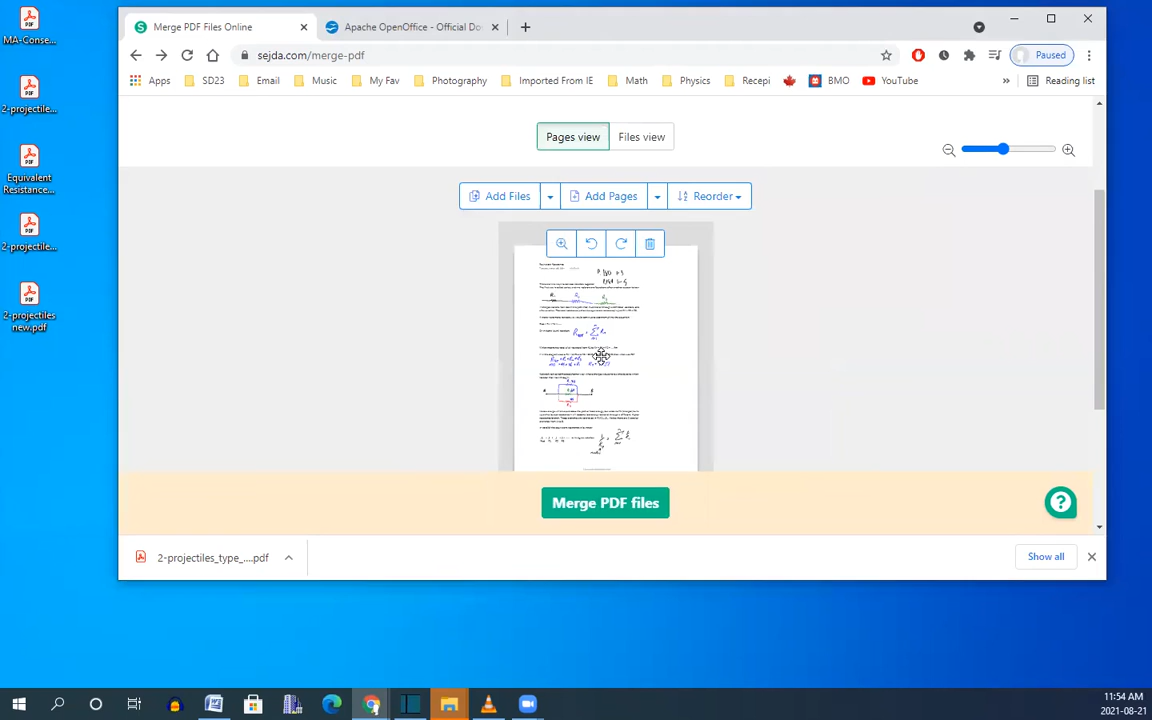 MA-Conse...
2-projectile...
Equivalent
Resistance...
2-projectile...
2-projectiles
new.pdf
Merge PDF Files Online
Apache OpenOffice - Official Do
sejda.com/merge-pdf
Paused
Apps
SD23
Email
Music
My Fav
Photography
Imported From IE
Math
Physics
Recepi
BMO
YouTube
»
Reading list
Pages view
Files view
Add Files
Add Pages
Reorder
Merge PDF files
2-projectiles_type_....pdf
Show all
11:54 AM
2021-08-21